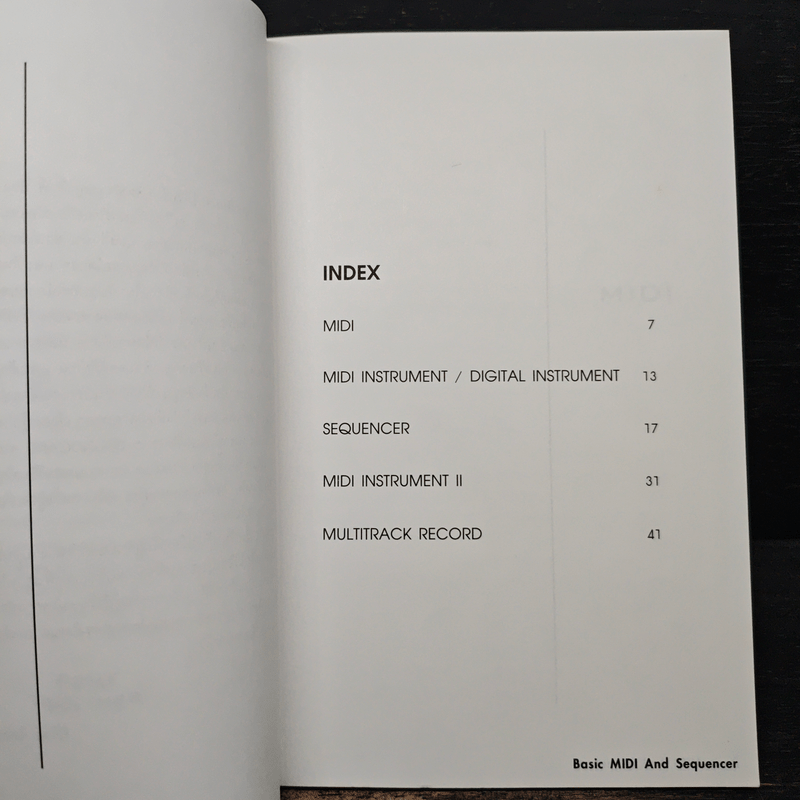 INDEX
MIDI 7
MIDI INSTRUMENT / DIGITAL INSTRUMENT 13
SEQUENCER 17
MIDI INSTRUMENT II 31
MULTITRACK RECORD 41
Basic MIDI And Sequencer